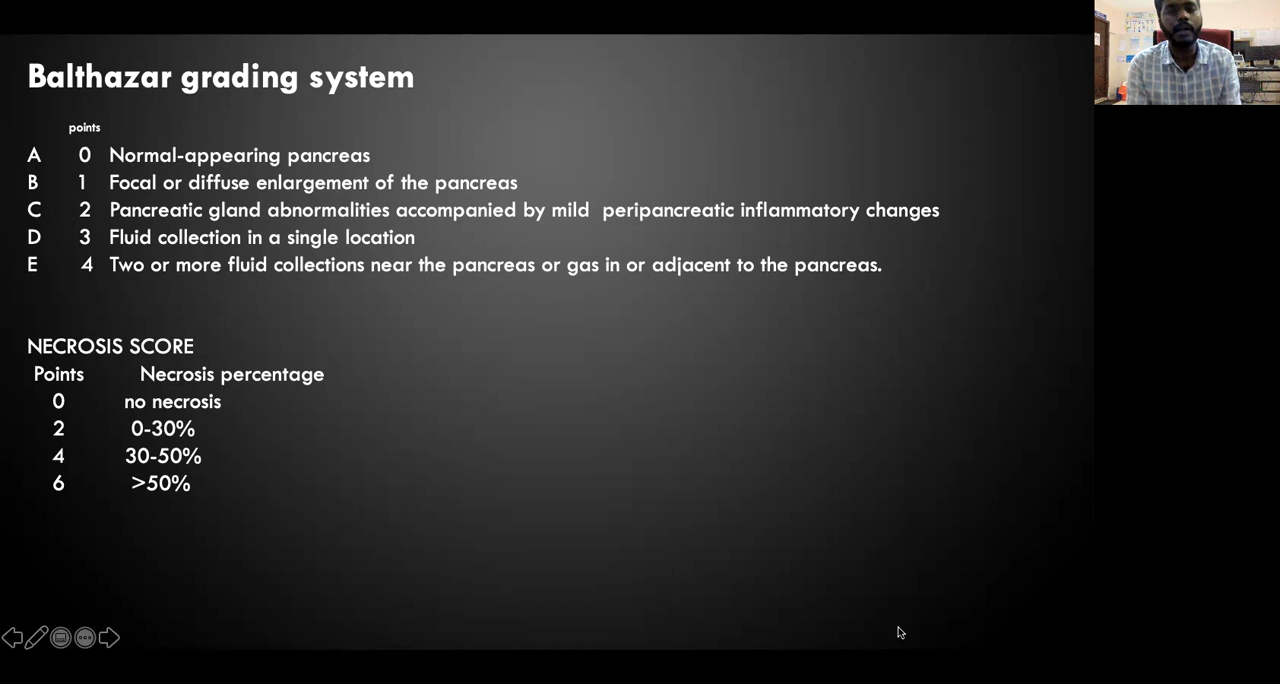 Balthazar grading system
points
A 0 Normal-appearing pancreas
B 1 Focal or diffuse enlargement of the pancreas
C 2 Pancreatic gland abnormalities accompanied by mild peripancreatic inflammatory changes
D 3 Fluid collection in a single location
E 4 Two or more fluid collections near the pancreas or gas in or adjacent to the pancreas.
NECROSIS SCORE
Points Necrosis percentage
0 no necrosis
2 0-30%
4 30-50%
6 >50%